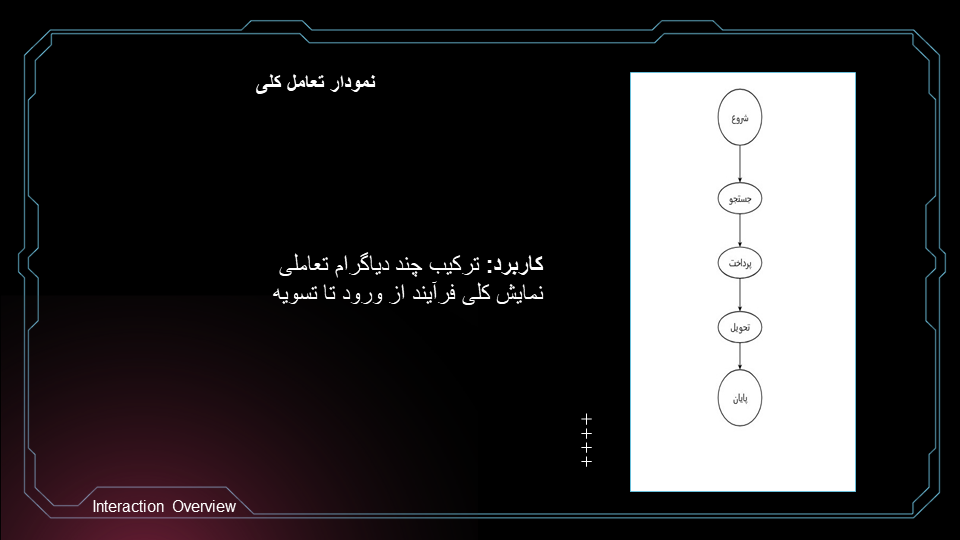 نمودار تعامل کلی
کاربرد: ترکیب چند دیاگرام تعاملی
نمایش کلی فرآیند از ورود تا تسویه
شروع
جستجو
پرداخت
تحویل
پایان
Interaction Overview